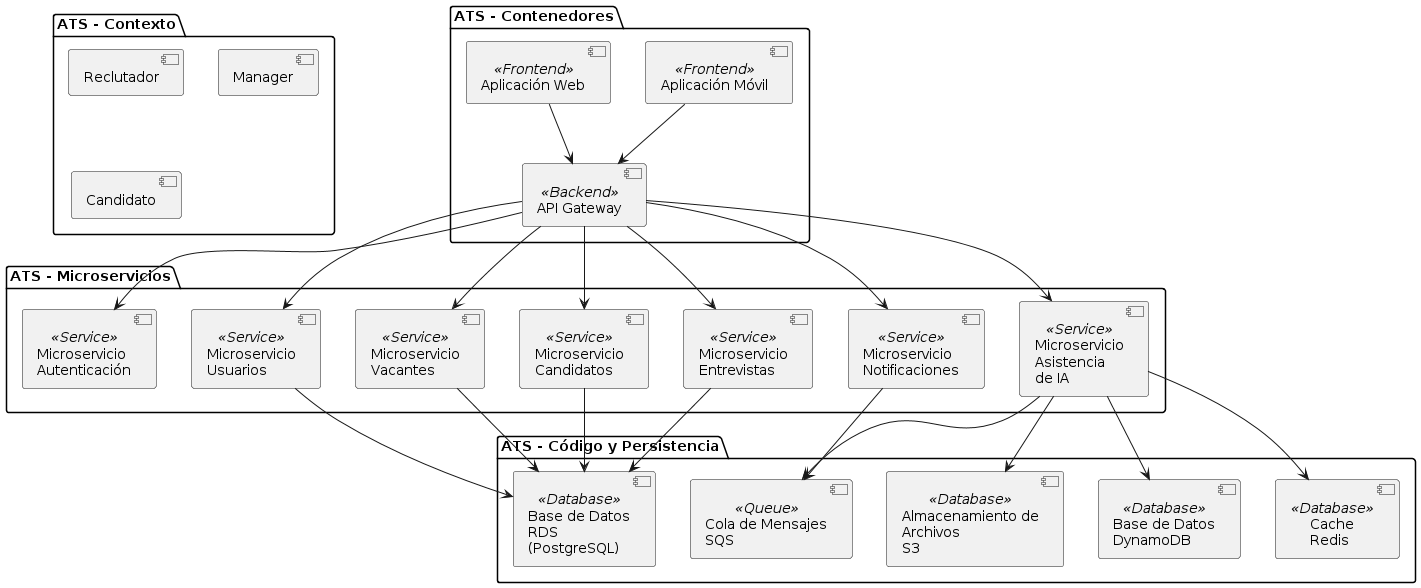 ATS - Contexto
Reclutador
Manager
Candidato
ATS - Contenedores
«Frontend»
Aplicación Web
«Frontend»
Aplicación Móvil
«Backend»
API Gateway
ATS - Microservicios
«Service»
Microservicio
Autenticación
«Service»
Microservicio
Usuarios
«Service»
Microservicio
Vacantes
«Service»
Microservicio
Candidatos
«Service»
Microservicio
Entrevistas
«Service»
Microservicio
Notificaciones
«Service»
Microservicio
Asistencia
de IA
ATS - Código y Persistencia
«Database»
Base de Datos
RDS
(PostgreSQL)
«Queue»
Cola de Mensajes
SQS
«Database»
Almacenamiento de
Archivos
S3
«Database»
Base de Datos
DynamoDB
«Database»
Cache
Redis